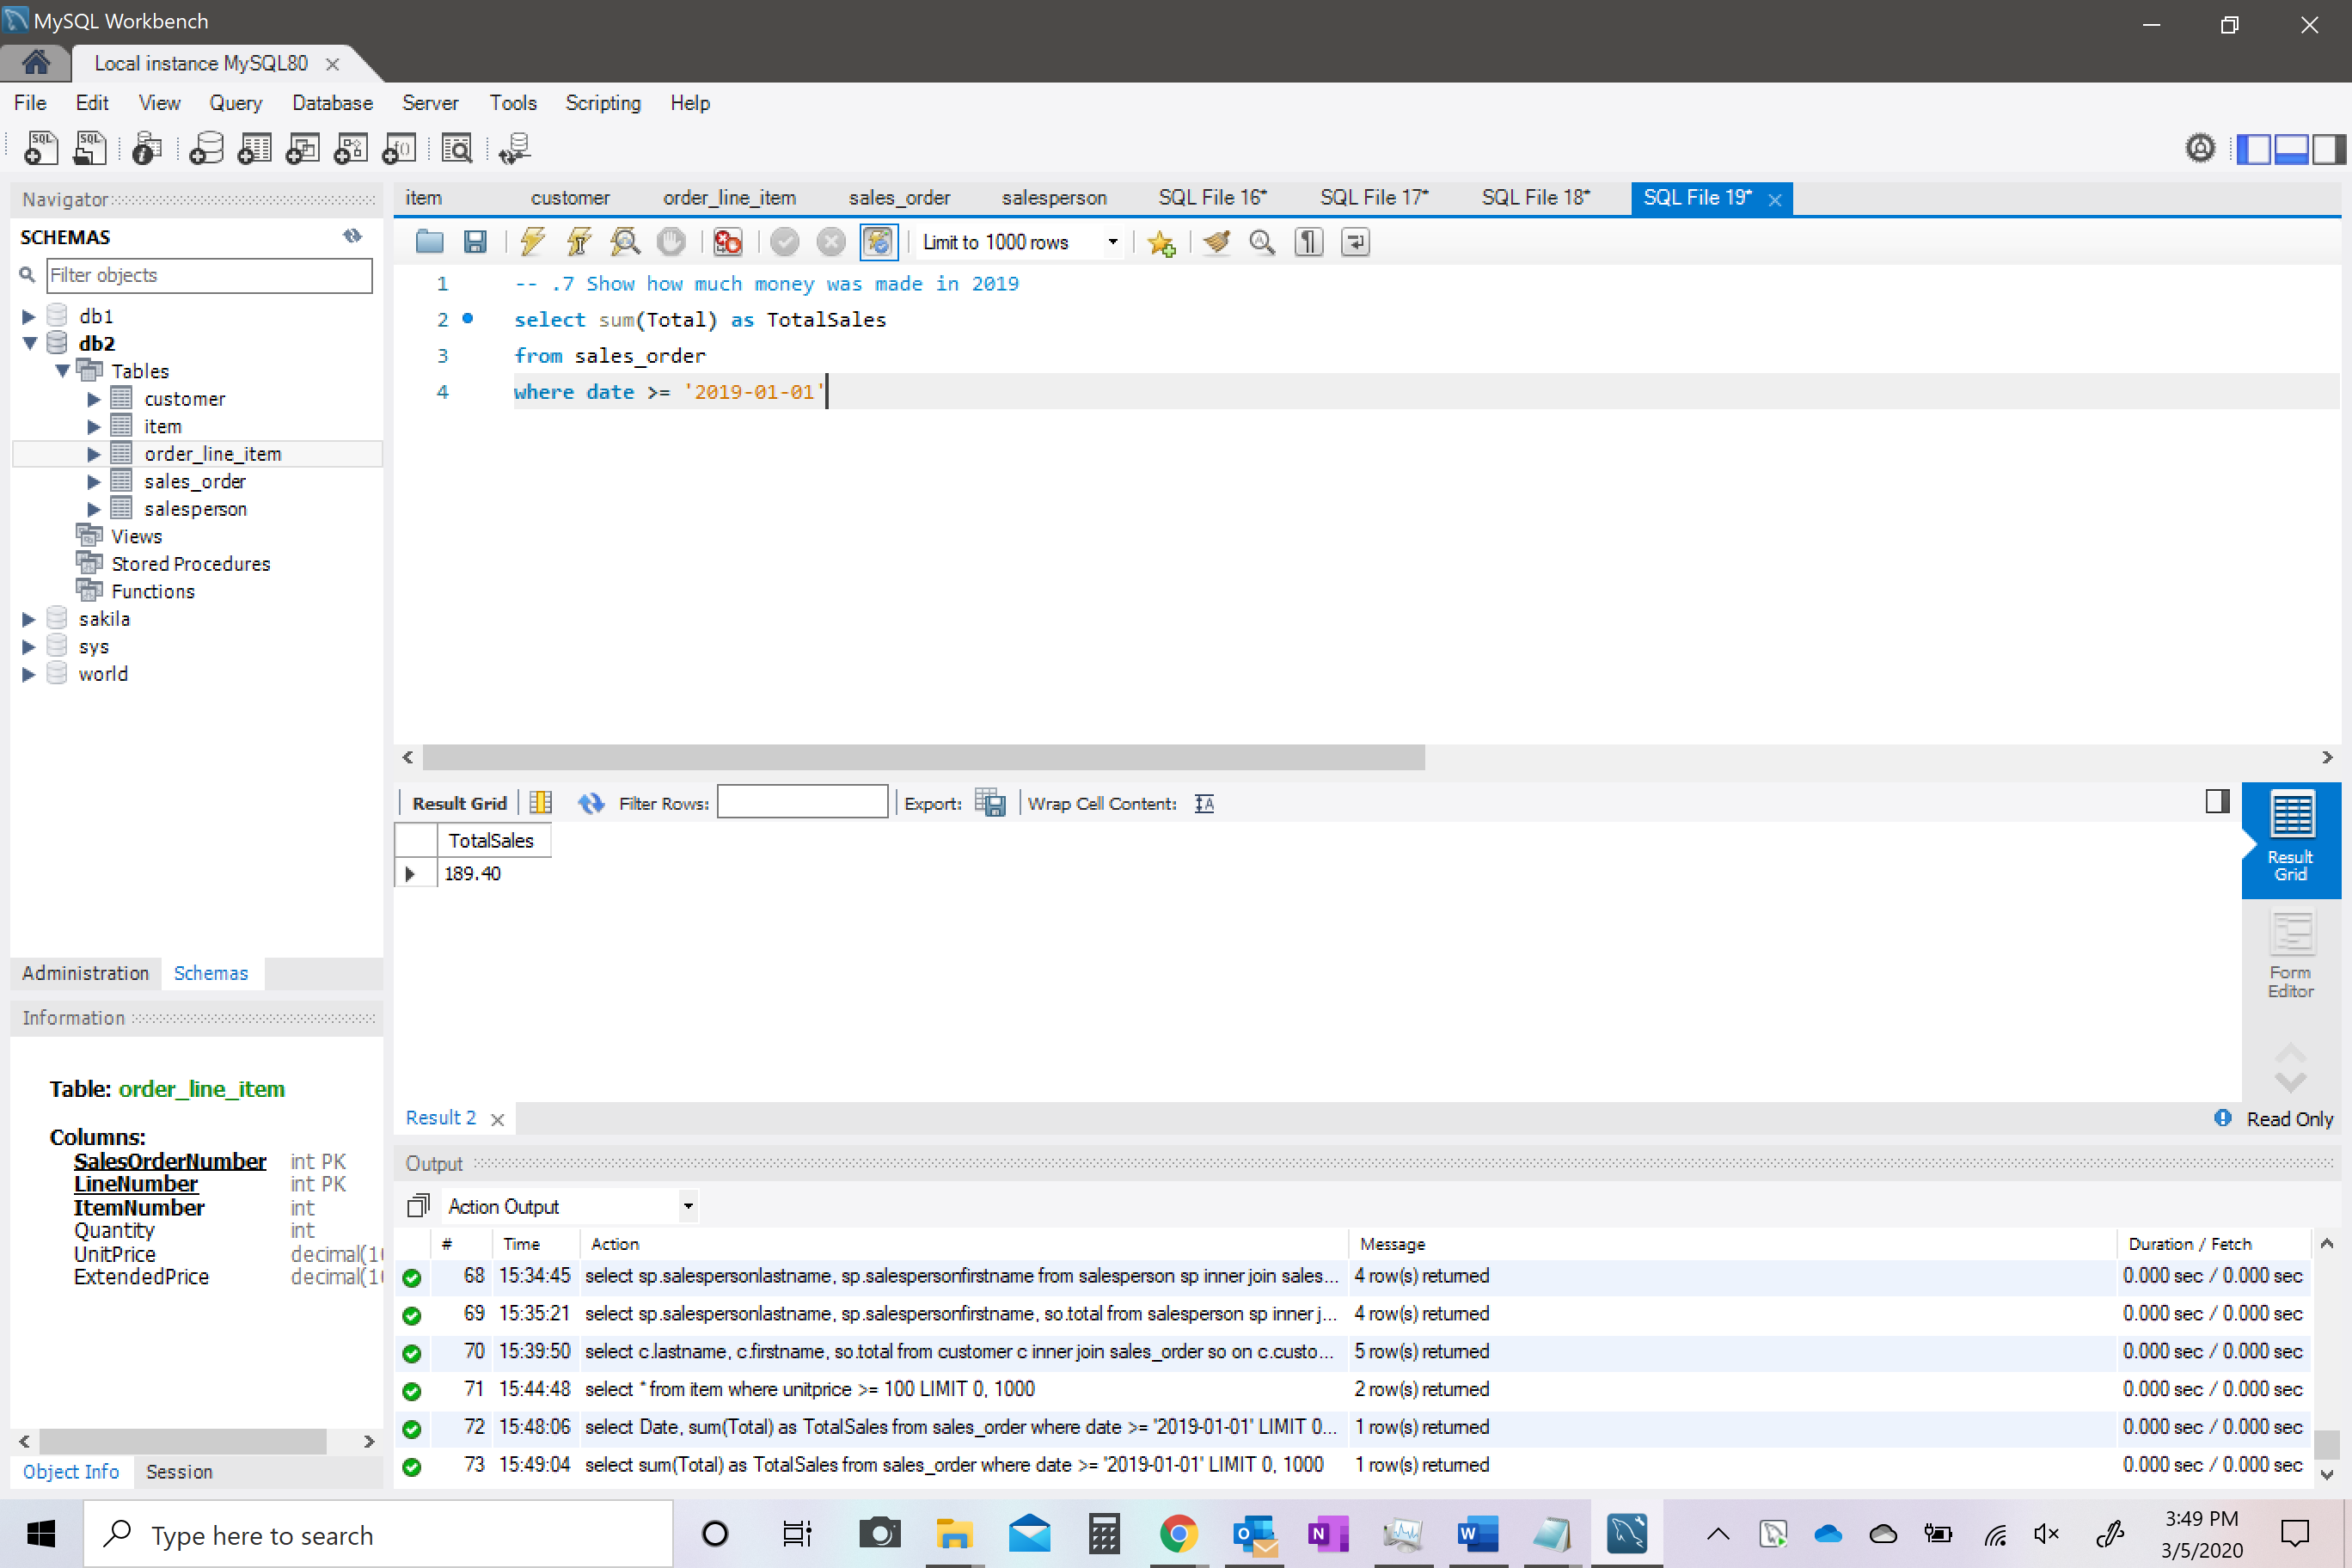 MySQL Workbench
Local instance MySQL80
File Edit View Query Database Server Tools Scripting Help
Navigator
SCHEMAS
Filter objects
db1
db2
Tables
customer
item
order_line_item
sales_order
salesperson
Views
Stored Procedures
Functions
sakila
sys
world
Administration Schemas
Information
Table: order_line_item
Columns:
SalesOrderNumber int PK
LineNumber int PK
ItemNumber int
Quantity int
UnitPrice decimal(1
ExtendedPrice decimal(1
Object Info Session
item customer order_line_item sales_order salesperson SQL File 16* SQL File 17* SQL File 18* SQL File 19*
Limit to 1000 rows
1 -- .7 Show how much money was made in 2019
2 select sum(Total) as TotalSales
3 from sales_order
4 where date >= '2019-01-01'
Result Grid Filter Rows: Export: Wrap Cell Content:
TotalSales
189.40
Result Grid
Form Editor
Result 2
Read Only
Output
Action Output
# Time Action Message Duration / Fetch
68 15:34:45 select sp.salespersonlastname, sp.salespersonfirstname from salesperson sp inner join sales... 4 row(s) returned 0.000 sec / 0.000 sec
69 15:35:21 select sp.salespersonlastname, sp.salespersonfirstname, so.total from salesperson sp inner j... 4 row(s) returned 0.000 sec / 0.000 sec
70 15:39:50 select c.lastname, c.firstname, so.total from customer c inner join sales_order so on c.custo... 5 row(s) returned 0.000 sec / 0.000 sec
71 15:44:48 select * from item where unitprice >= 100 LIMIT 0, 1000 2 row(s) returned 0.000 sec / 0.000 sec
72 15:48:06 select Date, sum(Total) as TotalSales from sales_order where date >= '2019-01-01' LIMIT 0... 1 row(s) returned 0.000 sec / 0.000 sec
73 15:49:04 select sum(Total) as TotalSales from sales_order where date >= '2019-01-01' LIMIT 0, 1000 1 row(s) returned 0.000 sec / 0.000 sec
Type here to search
3:49 PM
3/5/2020